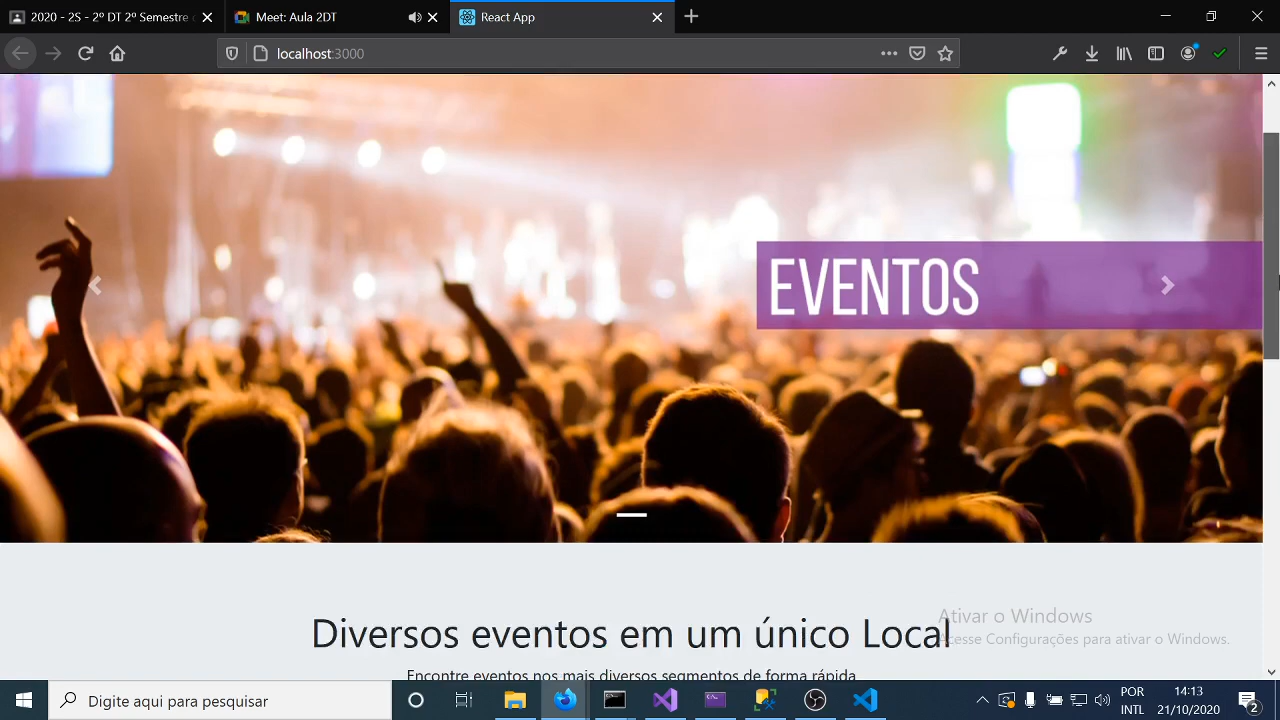 2020 - 2S - 2º DT 2º Semestre
Meet: Aula 2DT
React App
localhost:3000
EVENTOS
Diversos eventos em um único Local
Encontre eventos nos mais diversos segmentos de forma rápida
Ativar o Windows
Acesse Configurações para ativar o Windows.
Digite aqui para pesquisar
POR
INTL
14:13
21/10/2020
2